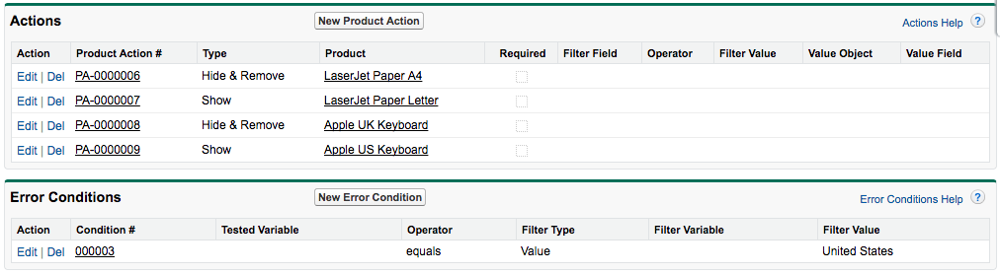 Actions New Product Action Actions Help ?
Action Product Action # Type Product Required Filter Field Operator Filter Value Value Object Value Field
Edit | Del PA-0000006 Hide & Remove LaserJet Paper A4
Edit | Del PA-0000007 Show LaserJet Paper Letter
Edit | Del PA-0000008 Hide & Remove Apple UK Keyboard
Edit | Del PA-0000009 Show Apple US Keyboard
Error Conditions New Error Condition Error Conditions Help ?
Action Condition # Tested Variable Operator Filter Type Filter Variable Filter Value
Edit | Del 000003 equals Value United States